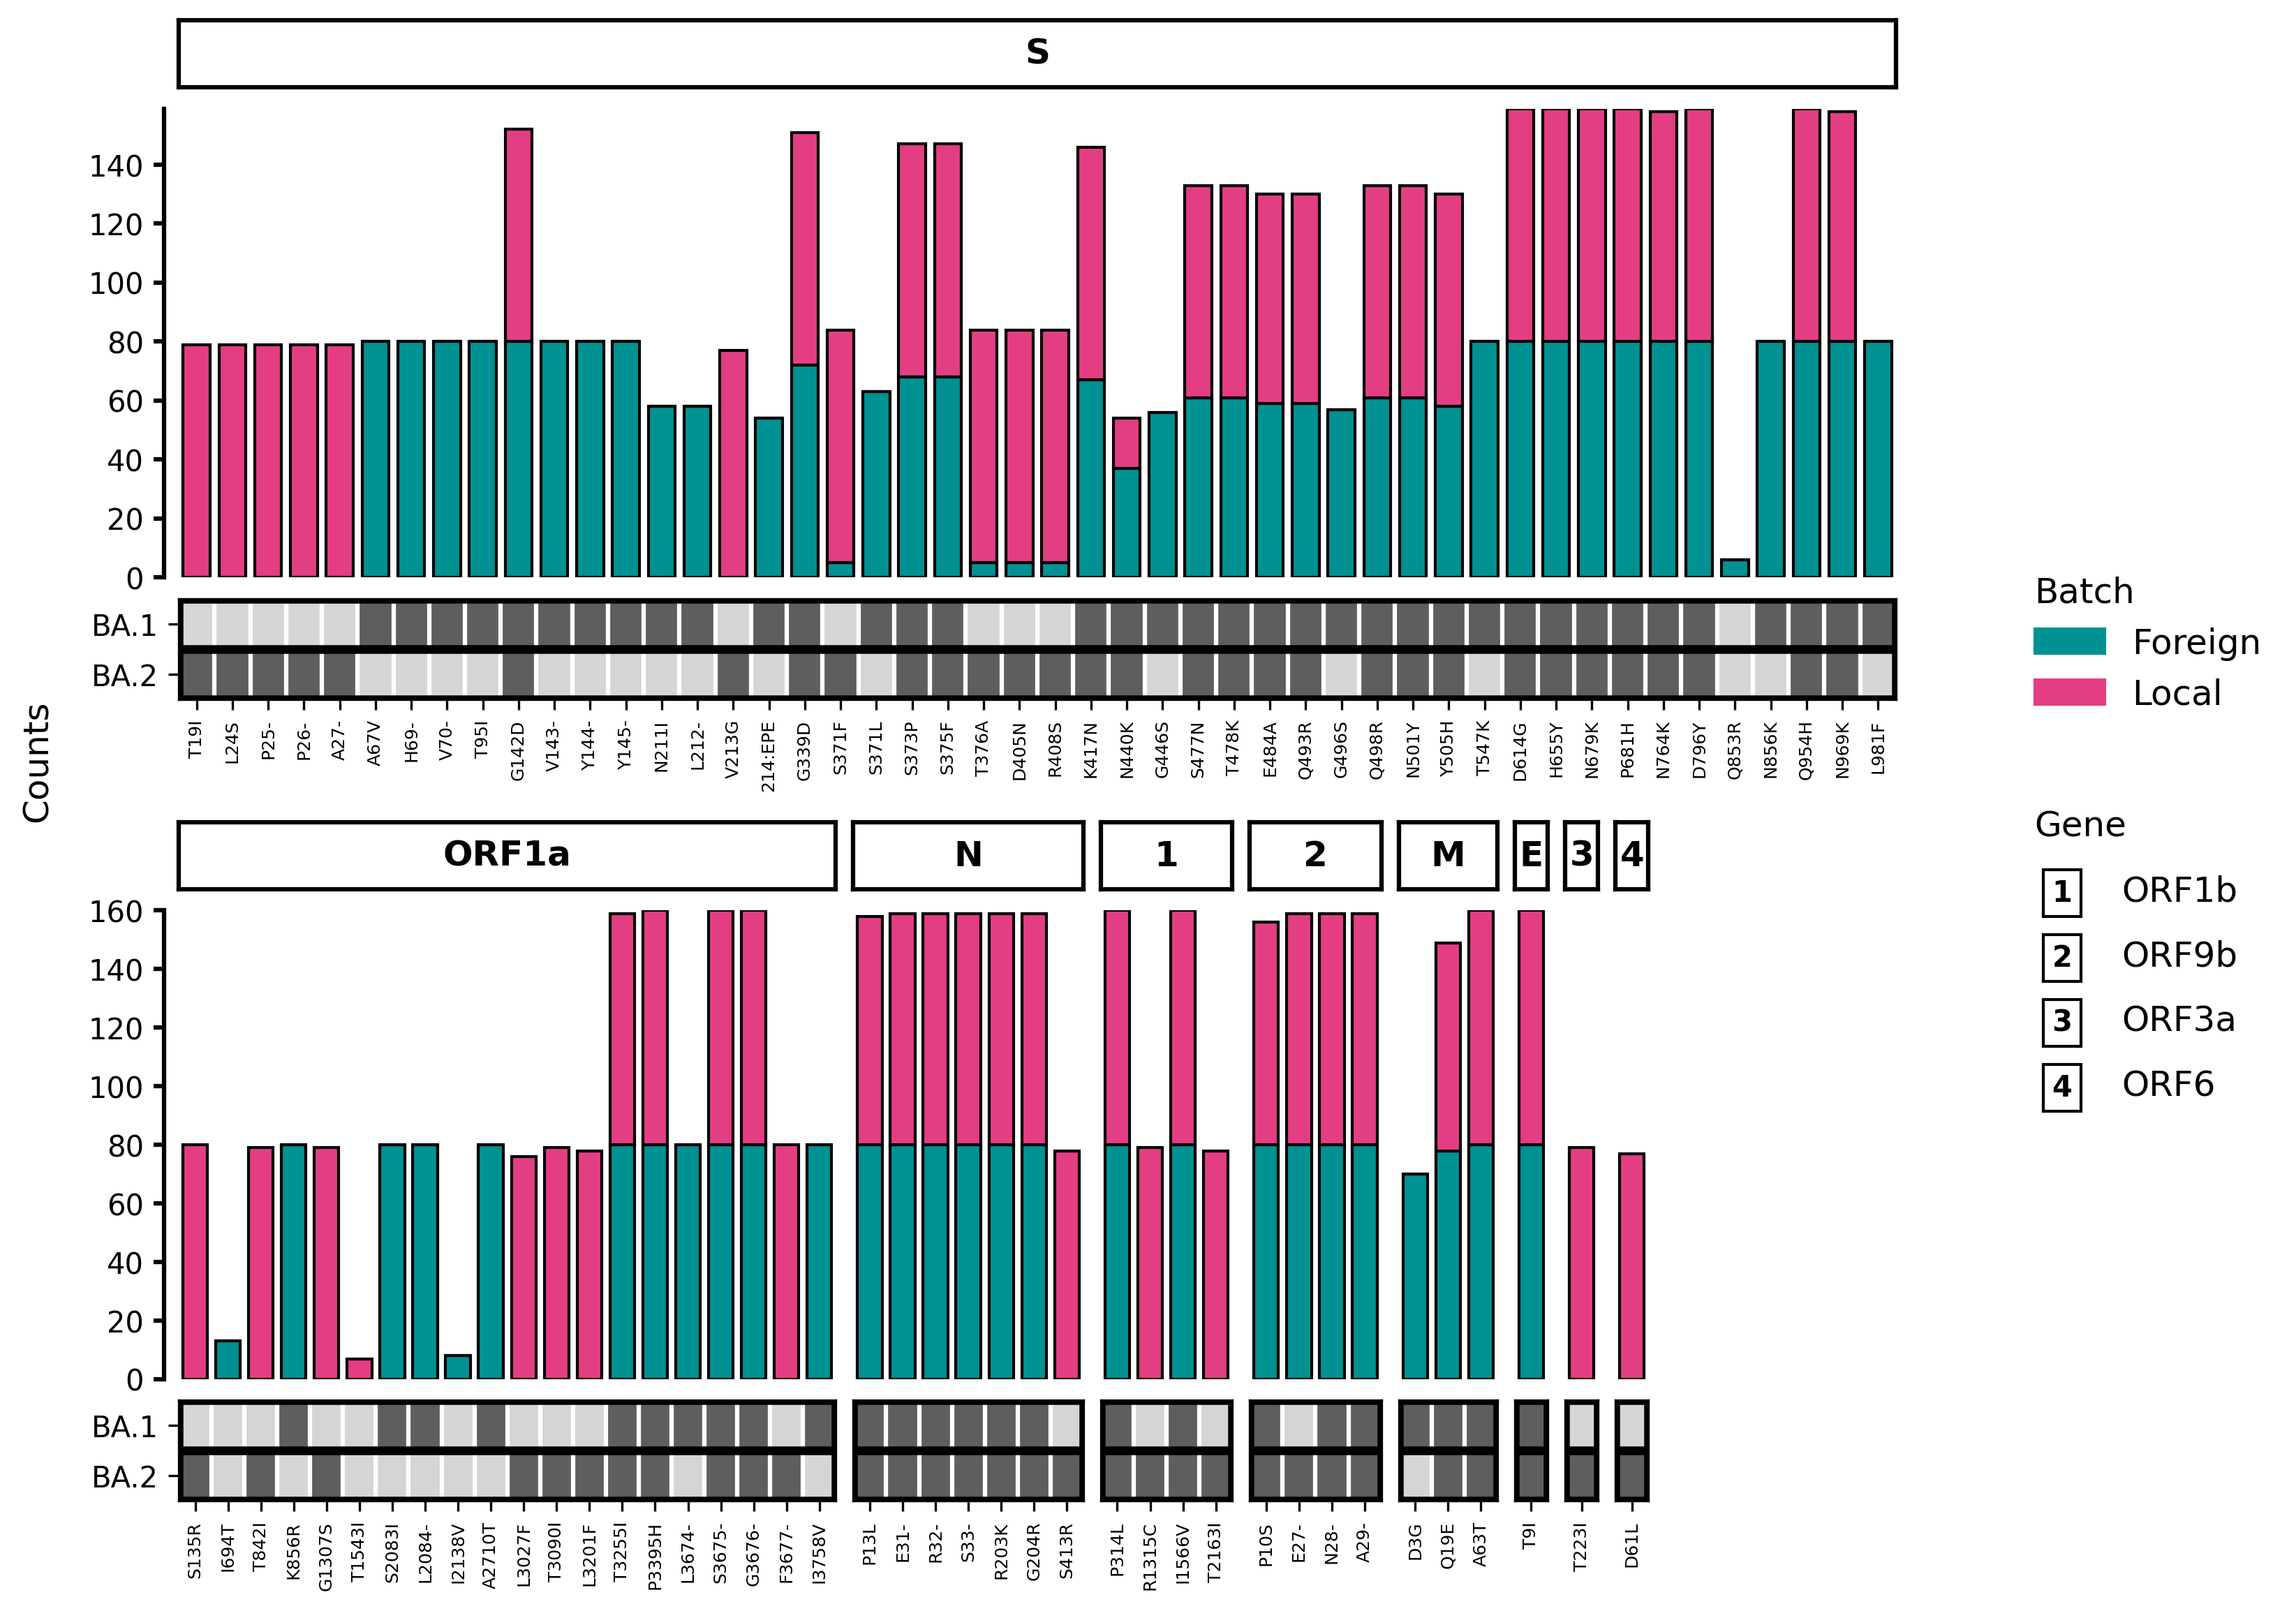 S
140
120
100
80
60
40
20
0
BA.1
BA.2
T19I L24S P25- P26- A27- A67V H69- V70- T95I G142D V143- Y144- Y145- N211I L212- V213G 214:EPE G339D S371F S371L S373P S375F T376A D405N R408S K417N N440K G446S S477N T478K E484A Q493R G496S Q498R N501Y Y505H T547K D614G H655Y N679K P681H N764K D796Y Q853R N856K Q954H N969K L981F
Counts
ORF1a N 1 2 M E 3 4
160
140
120
100
80
60
40
20
0
BA.1
BA.2
S135R I694T T842I K856R G1307S T1543I S2083I L2084- I2138V A2710T L3027F T3090I L3201F T3255I P3395H L3674- S3675- G3676- F3677- I3758V P13L E31- R32- S33- R203K G204R S413R P314L R1315C I1566V T2163I P10S E27- N28- A29- D3G Q19E A63T T9I T223I D61L
Batch
Foreign
Local
Gene
1 ORF1b
2 ORF9b
3 ORF3a
4 ORF6